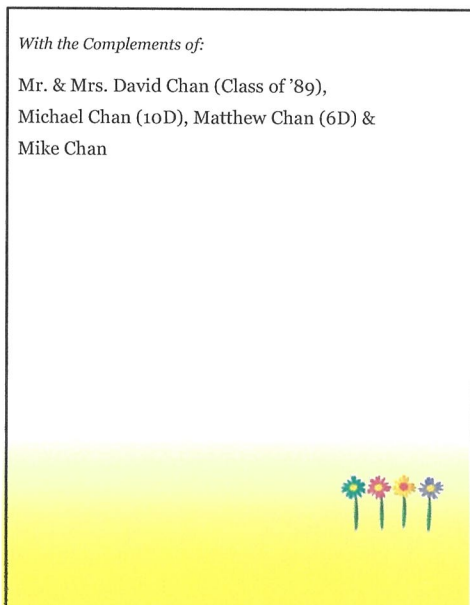 With the Complements of:
Mr. & Mrs. David Chan (Class of ’89),
Michael Chan (10D), Matthew Chan (6D) &
Mike Chan